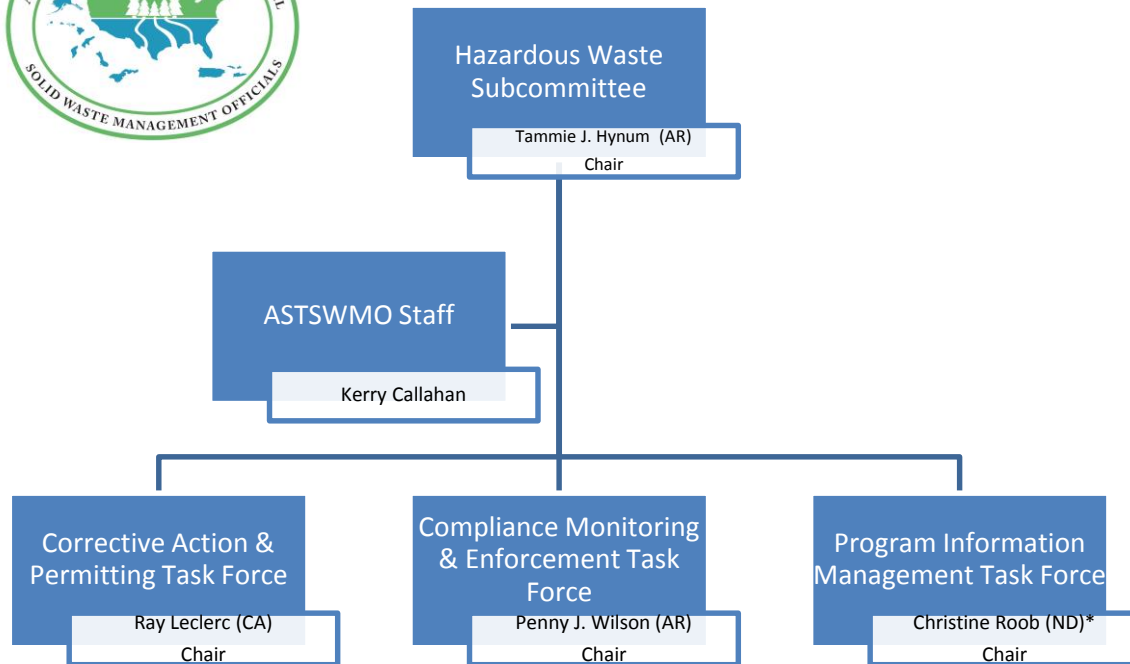 SOLID WASTE MANAGEMENT OFFICIALS
Hazardous Waste
Subcommittee
Tammie J. Hynum (AR)
Chair
ASTSWMO Staff
Kerry Callahan
Corrective Action &
Permitting Task Force
Ray Leclerc (CA)
Chair
Compliance Monitoring
& Enforcement Task
Force
Penny J. Wilson (AR)
Chair
Program Information
Management Task Force
Christine Roob (ND)*
Chair